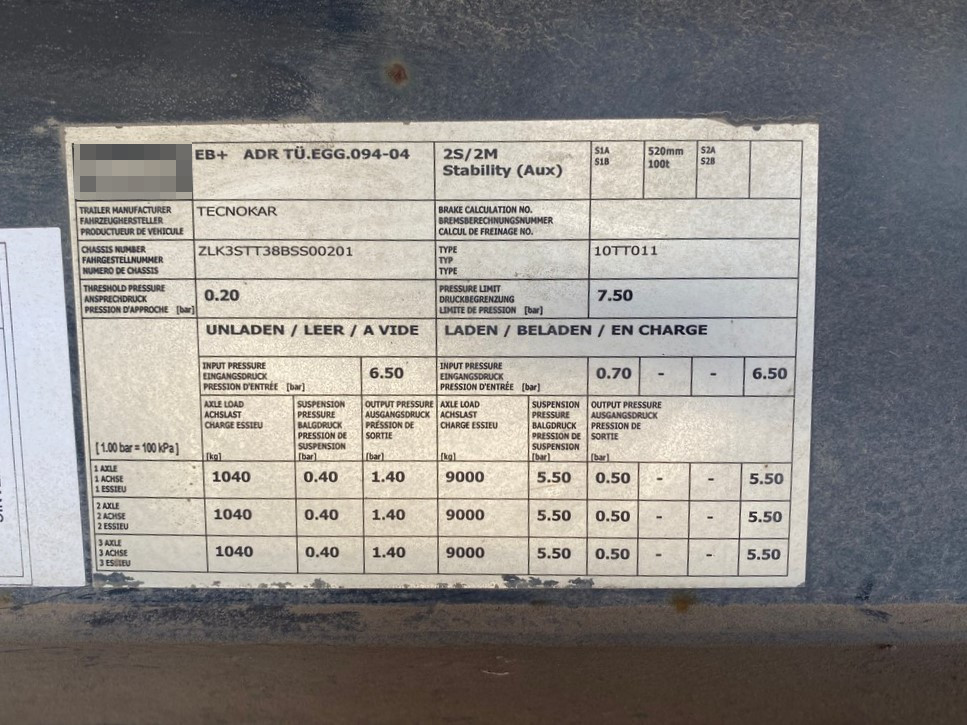 EB+ ADR TÜ.EGG.094-04
2S/2M
Stability (Aux)
S1A
S1B
520mm
100t
S2A
S2B
TRAILER MANUFACTURER
FAHRZEUGHERSTELLER
PRODUCTUEUR DE VEHICULE
TECNOKAR
BRAKE CALCULATION NO.
BREMSBERECHNUNGSNUMMER
CALCUL DE FREINAGE NO.
CHASSIS NUMBER
FAHRGESTELLNUMMER
NUMERO DE CHASSIS
ZLK3STT38BSS00201
TYPE
TYP
TYPE
10TT011
THRESHOLD PRESSURE
ANSPRECHDRUCK
PRESSION D'APPROCHE [bar]
0.20
PRESSURE LIMIT
DRUCKBEGRENZUNG
LIMITE DE PRESSION [bar]
7.50
UNLADEN / LEER / A VIDE
LADEN / BELADEN / EN CHARGE
INPUT PRESSURE
EINGANGSDRUCK
PRESSION D'ENTRÉE [bar]
6.50
INPUT PRESSURE
EINGANGSDRUCK
PRESSION D'ENTRÉE [bar]
0.70 - - 6.50
[ 1.00 bar = 100 kPa ]
AXLE LOAD
ACHSLAST
CHARGE ESSIEU
[kg]
SUSPENSION
PRESSURE
BALGDRUCK
PRESSION DE
SUSPENSION
[bar]
OUTPUT PRESSURE
AUSGANGSDRUCK
PRESSION DE
SORTIE
[bar]
AXLE LOAD
ACHSLAST
CHARGE ESSIEU
[kg]
SUSPENSION
PRESSURE
BALGDRUCK
PRESSION DE
SUSPENSION
[bar]
OUTPUT PRESSURE
AUSGANGSDRUCK
PRESSION DE
SORTIE
[bar]
1 AXLE
1 ACHSE
1 ESSIEU
1040 0.40 1.40 9000 5.50 0.50 - - 5.50
2 AXLE
2 ACHSE
2 ESSIEU
1040 0.40 1.40 9000 5.50 0.50 - - 5.50
3 AXLE
3 ACHSE
3 ESSIEU
1040 0.40 1.40 9000 5.50 0.50 - - 5.50